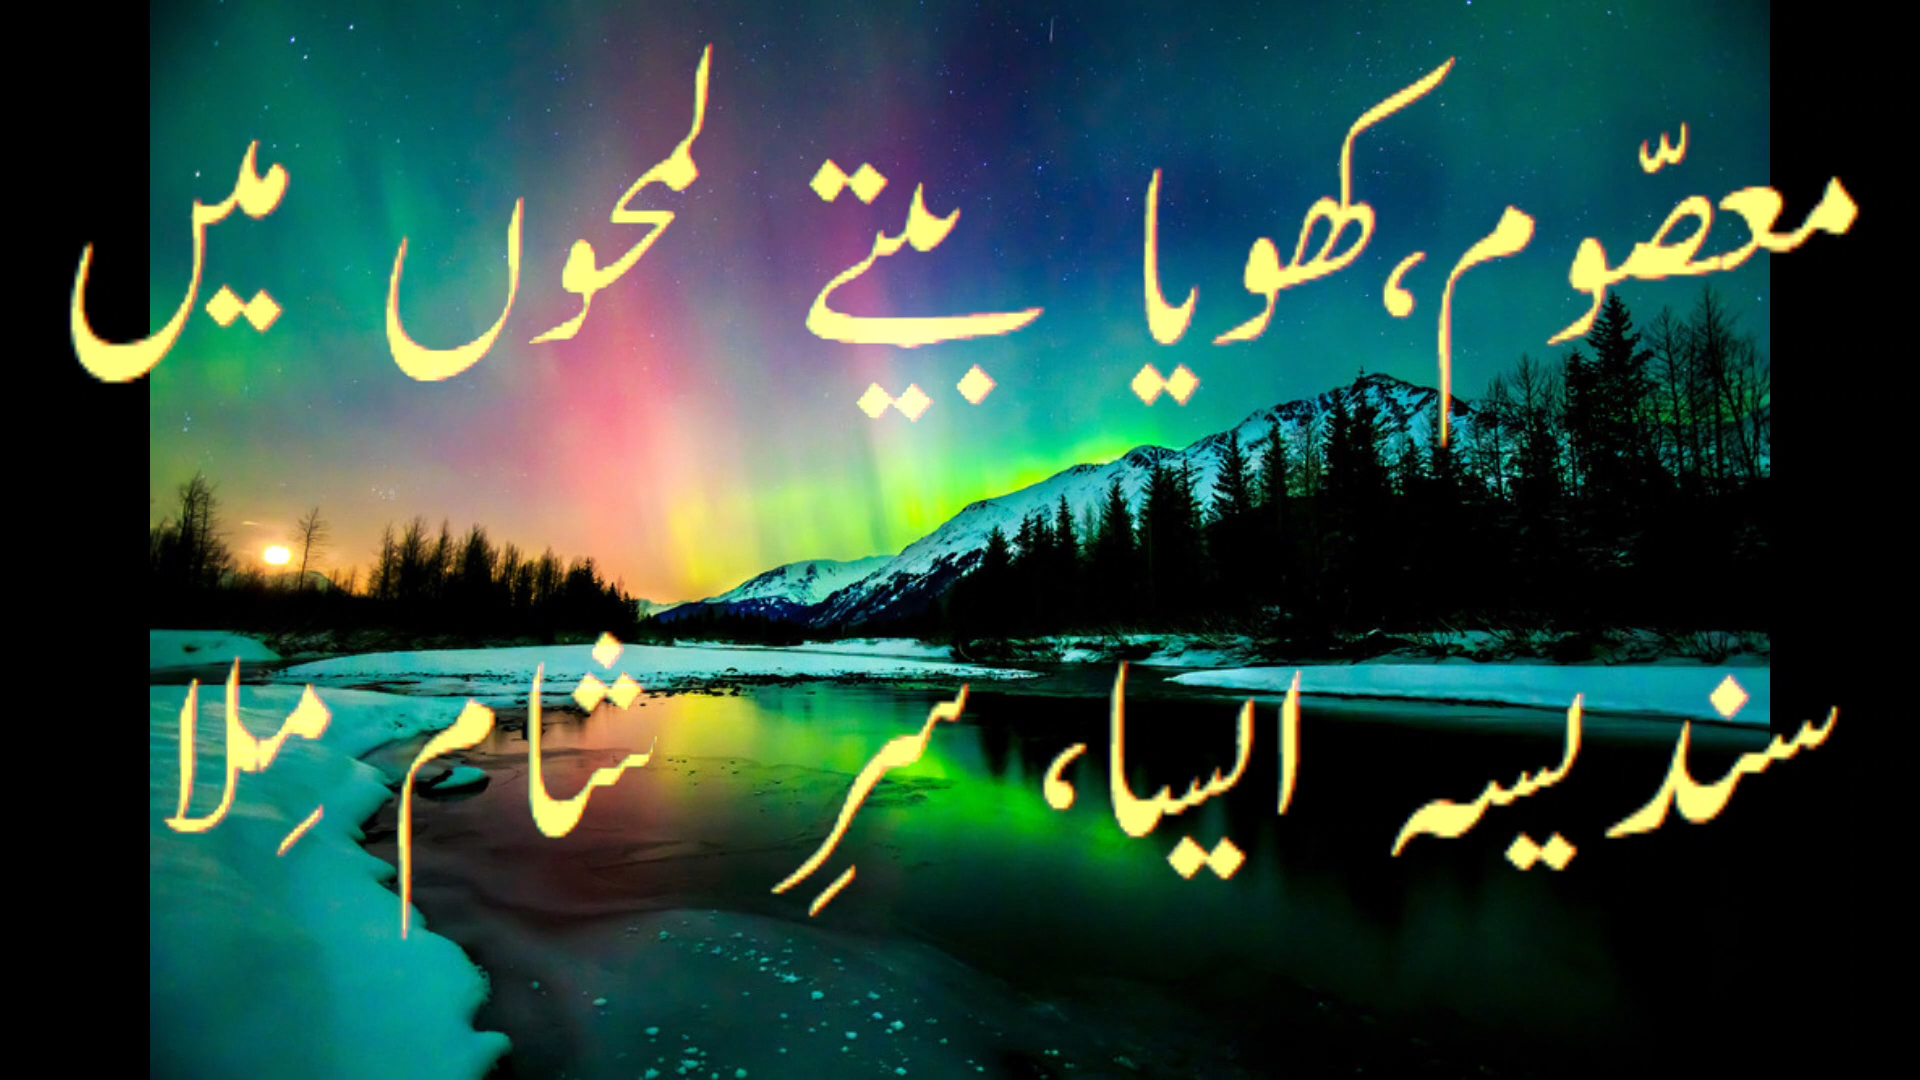 معصّوم، کھویا بیتے لمحوں میں
سندیسہ ایسا، سرِ شام مِلا